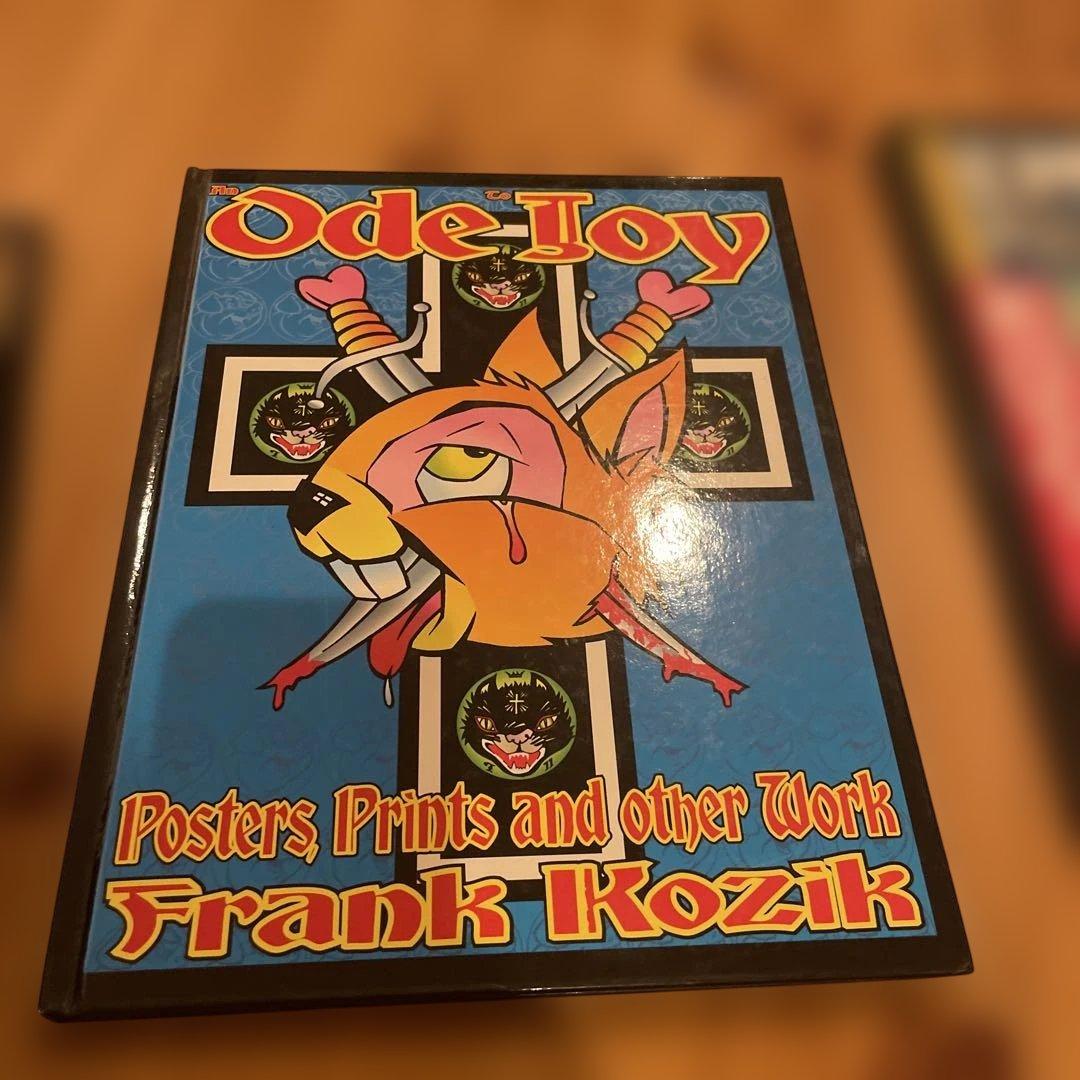 An Ode To Joy
Posters, Prints and other Work
Frank Kozik